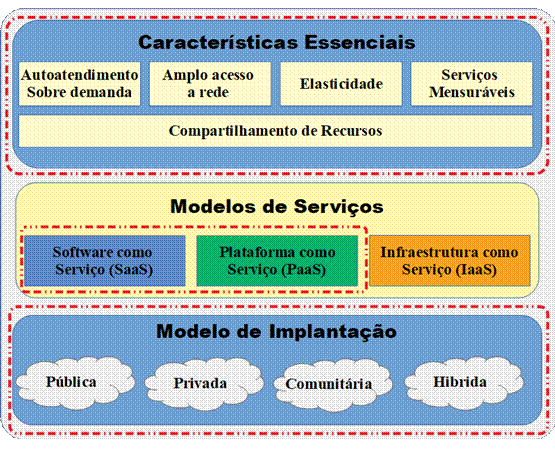 Características Essenciais
Autoatendimento
Sobre demanda
Amplo acesso
a rede
Elasticidade
Serviços
Mensuráveis
Compartilhamento de Recursos
Modelos de Serviços
Software como
Serviço (SaaS)
Plataforma como
Serviço (PaaS)
Infraestrutura como
Serviço (IaaS)
Modelo de Implantação
Pública
Privada
Comunitária
Hibrida